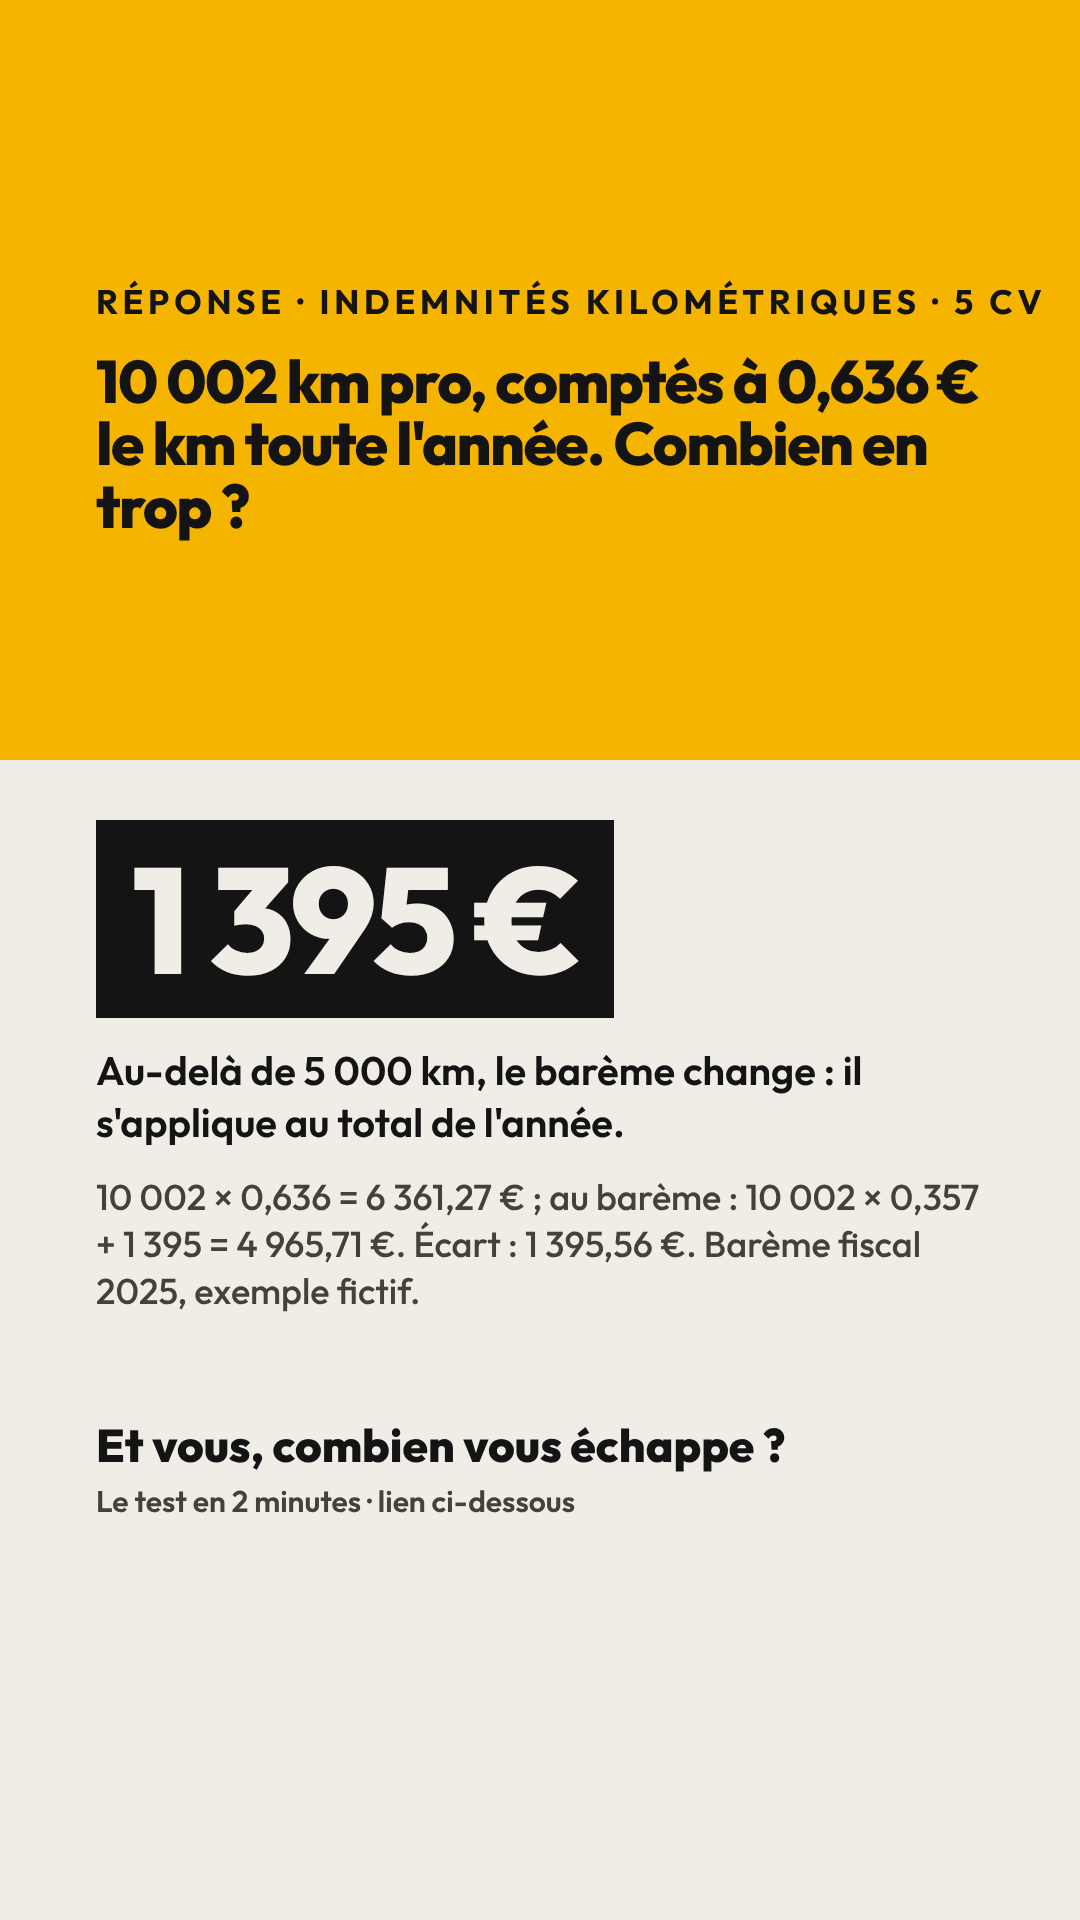 RÉPONSE · INDEMNITÉS KILOMÉTRIQUES · 5 CV
10 002 km pro, comptés à 0,636 €
le km toute l'année. Combien en
trop ?
1 395 €
Au-delà de 5 000 km, le barème change : il
s'applique au total de l'année.
10 002 × 0,636 = 6 361,27 € ; au barème : 10 002 × 0,357
+ 1 395 = 4 965,71 €. Écart : 1 395,56 €. Barème fiscal
2025, exemple fictif.
Et vous, combien vous échappe ?
Le test en 2 minutes · lien ci-dessous